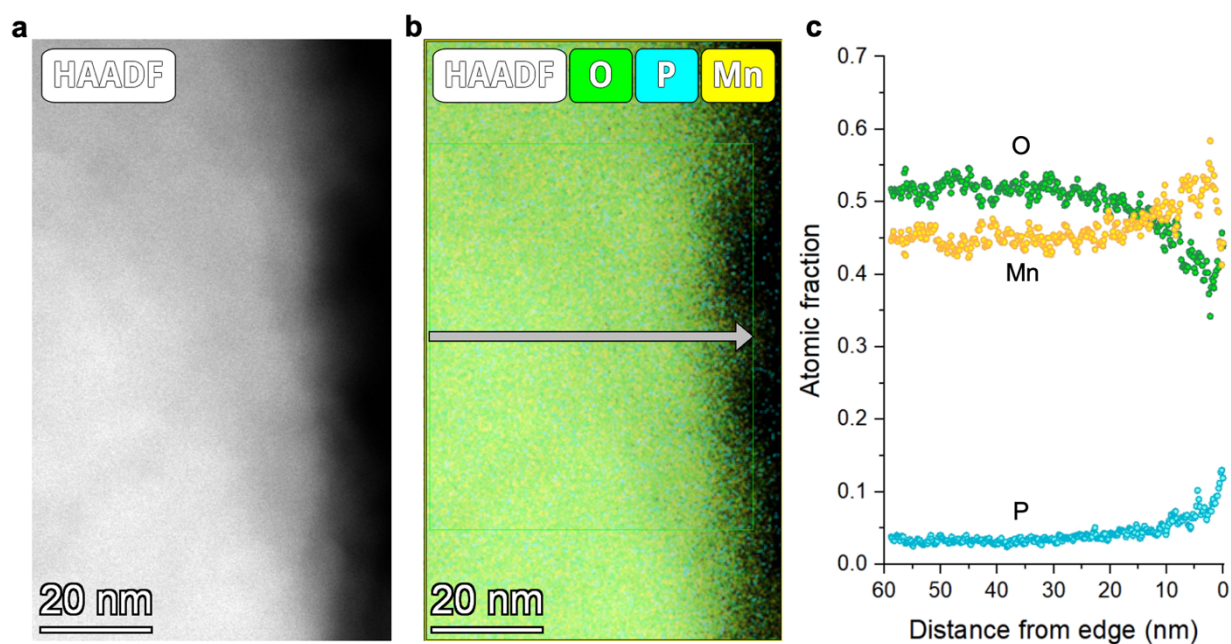 a
HAADF
20 nm
b
HAADF O P Mn
20 nm
c
0.7
0.6
0.5
0.4
0.3
0.2
0.1
0.0
Atomic fraction
O
Mn
P
60 50 40 30 20 10 0
Distance from edge (nm)